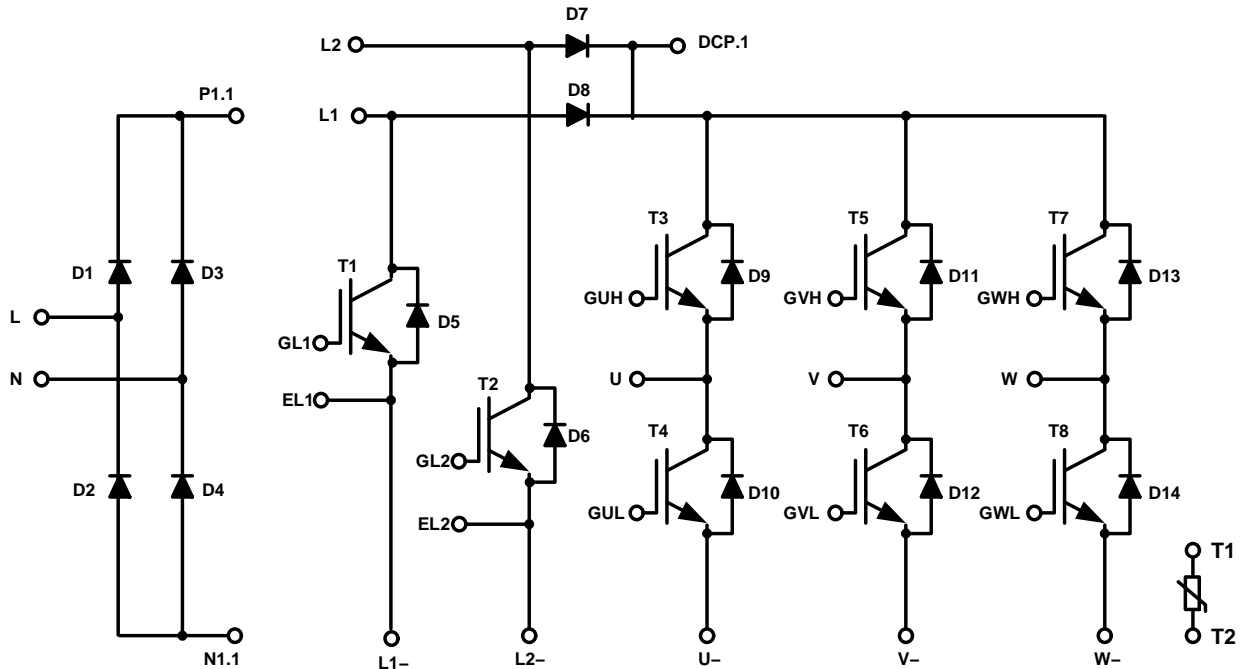 D7
L2
DCP.1
D8
P1.1
L1
T3
T5
T7
T1
D1
D3
D9
D11
D13
GUH
GVH
GWH
L
D5
GL1
N
U
V
W
T2
EL1
T4
T6
T8
D6
GL2
D2
D4
D10
D12
D14
GUL
GVL
GWL
EL2
T1
T2
N1.1
L1–
L2–
U–
V–
W–